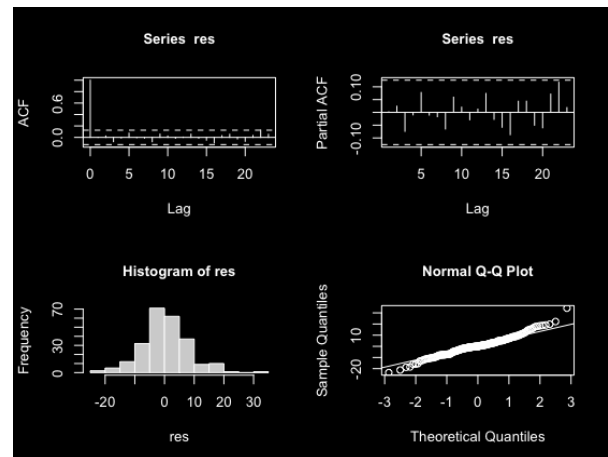 Series res
ACF
0.0 0.6
0 5 10 15 20
Lag
Series res
Partial ACF
-0.10 0.10
5 10 15 20
Lag
Histogram of res
Frequency
0 30 70
-20 0 10 20 30
res
Normal Q-Q Plot
Sample Quantiles
-20 10
-3 -2 -1 0 1 2 3
Theoretical Quantiles